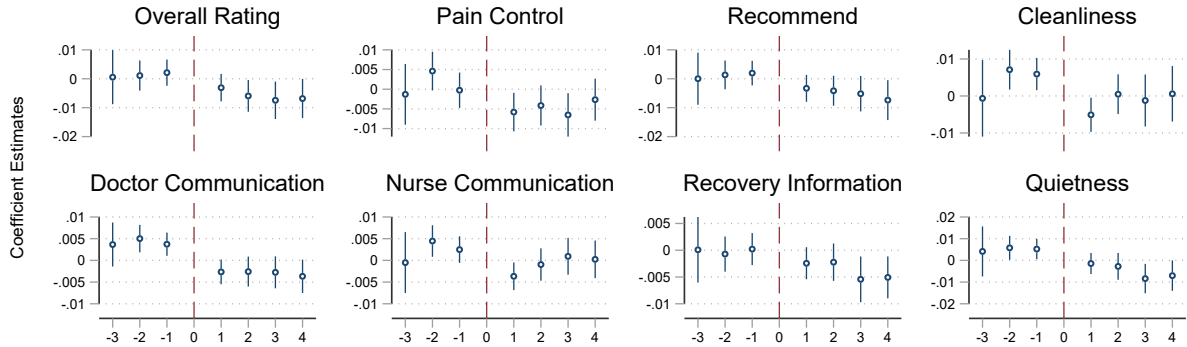 Overall Rating
Pain Control
Recommend
Cleanliness
.01
0
-.01
-.02
.01
.005
0
-.005
-.01
.01
0
-.01
-.02
.01
0
-.01
Coefficient Estimates
Doctor Communication
Nurse Communication
Recovery Information
Quietness
.01
.005
0
-.005
-.01
.01
.005
0
-.005
-.01
.005
0
-.005
-.01
.02
.01
0
-.01
-.02
-3 -2 -1 0 1 2 3 4
-3 -2 -1 0 1 2 3 4
-3 -2 -1 0 1 2 3 4
-3 -2 -1 0 1 2 3 4